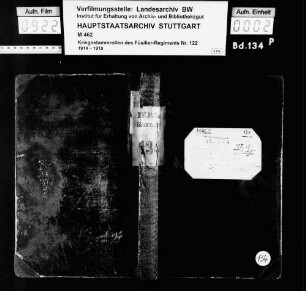 Aufn. Film
0922
Verfilmungsstelle: Landesarchiv BW
Institut für Erhaltung von Archiv- und Bibliotheksgut
HAUPTSTAATSARCHIV STUTTGART
M 462
Kriegsstammrollen des Füsilier-Regiments Nr. 122
1914 - 1918
Aufn. Einheit
0002
Bd.134 P
134